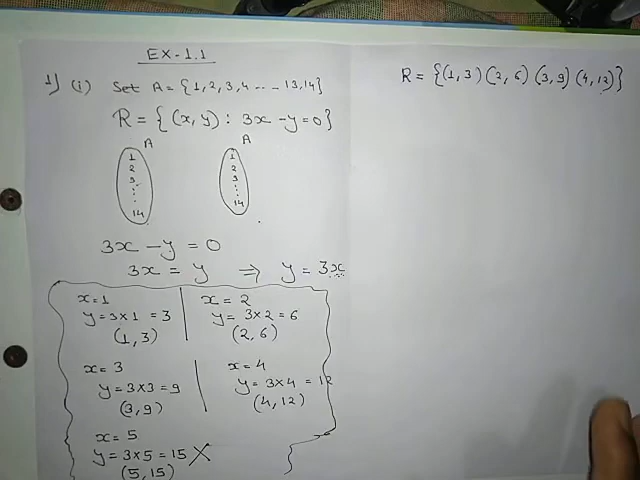 EX-1.1
1) (i) Set A = {1,2,3,4 ... 13,14}
R = { (x,y) : 3x - y = 0}
A A
1 1
2 2
3 3
⋮ ⋮
14 14
3x - y = 0
3x = y ⇒ y = 3x
x = 1 x = 2
y = 3×1 = 3 y = 3×2 = 6
(1,3) (2,6)
x = 3 x = 4
y = 3×3 = 9 y = 3×4 = 12
(3,9) (4,12)
x = 5
y = 3×5 = 15 X
(5,15)
R = {(1,3) (2,6) (3,9) (4,12)}